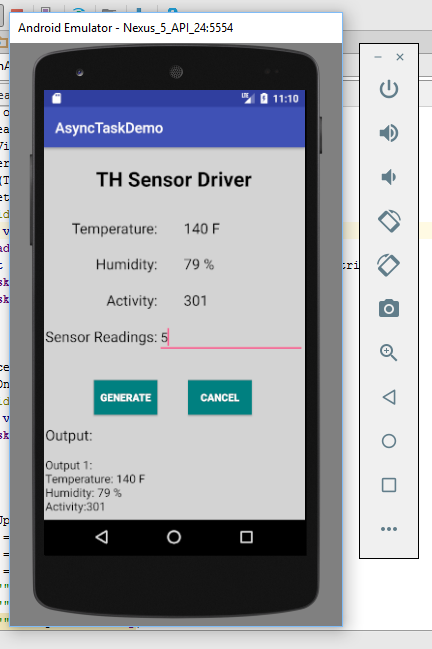 Android Emulator - Nexus_5_API_24:5554
LTE 11:10
AsyncTaskDemo
TH Sensor Driver
Temperature: 140 F
Humidity: 79 %
Activity: 301
Sensor Readings: 5
GENERATE CANCEL
Output:
Output 1:
Temperature: 140 F
Humidity: 79 %
Activity:301